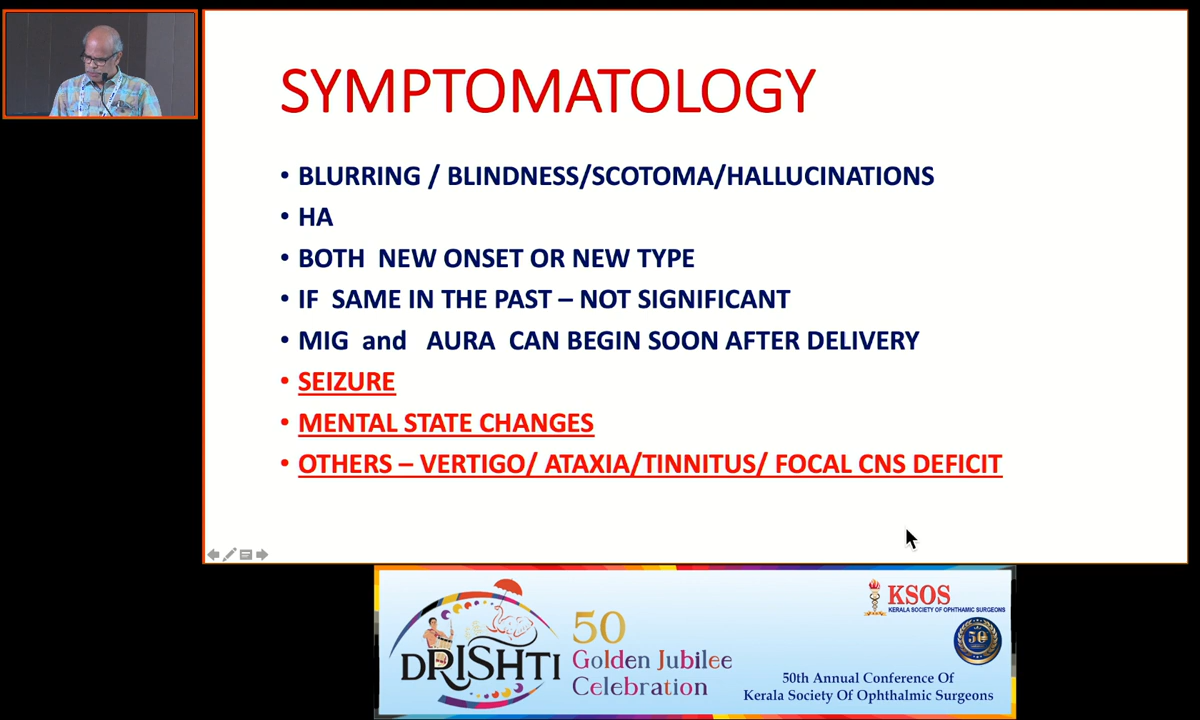 SYMPTOMATOLOGY
• BLURRING / BLINDNESS/SCOTOMA/HALLUCINATIONS
• HA
• BOTH NEW ONSET OR NEW TYPE
• IF SAME IN THE PAST – NOT SIGNIFICANT
• MIG and AURA CAN BEGIN SOON AFTER DELIVERY
• SEIZURE
• MENTAL STATE CHANGES
• OTHERS – VERTIGO/ ATAXIA/TINNITUS/ FOCAL CNS DEFICIT
DRISHTI
50
Golden Jubilee
Celebration
KSOS
KERALA SOCIETY OF OPHTHAMIC SURGEONS
50
50th Annual Conference Of
Kerala Society Of Ophthalmic Surgeons